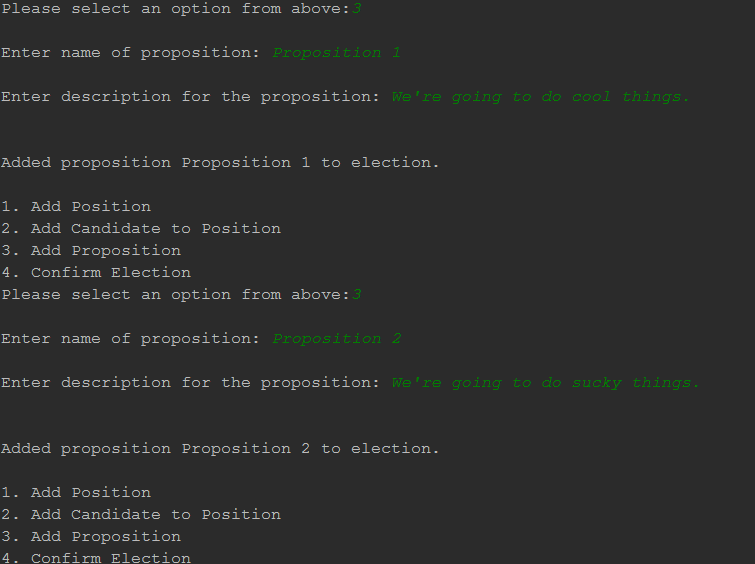 Please select an option from above:3
Enter name of proposition: Proposition 1
Enter description for the proposition: We're going to do cool things.
Added proposition Proposition 1 to election.
1. Add Position
2. Add Candidate to Position
3. Add Proposition
4. Confirm Election
Please select an option from above:3
Enter name of proposition: Proposition 2
Enter description for the proposition: We're going to do sucky things.
Added proposition Proposition 2 to election.
1. Add Position
2. Add Candidate to Position
3. Add Proposition
4. Confirm Election